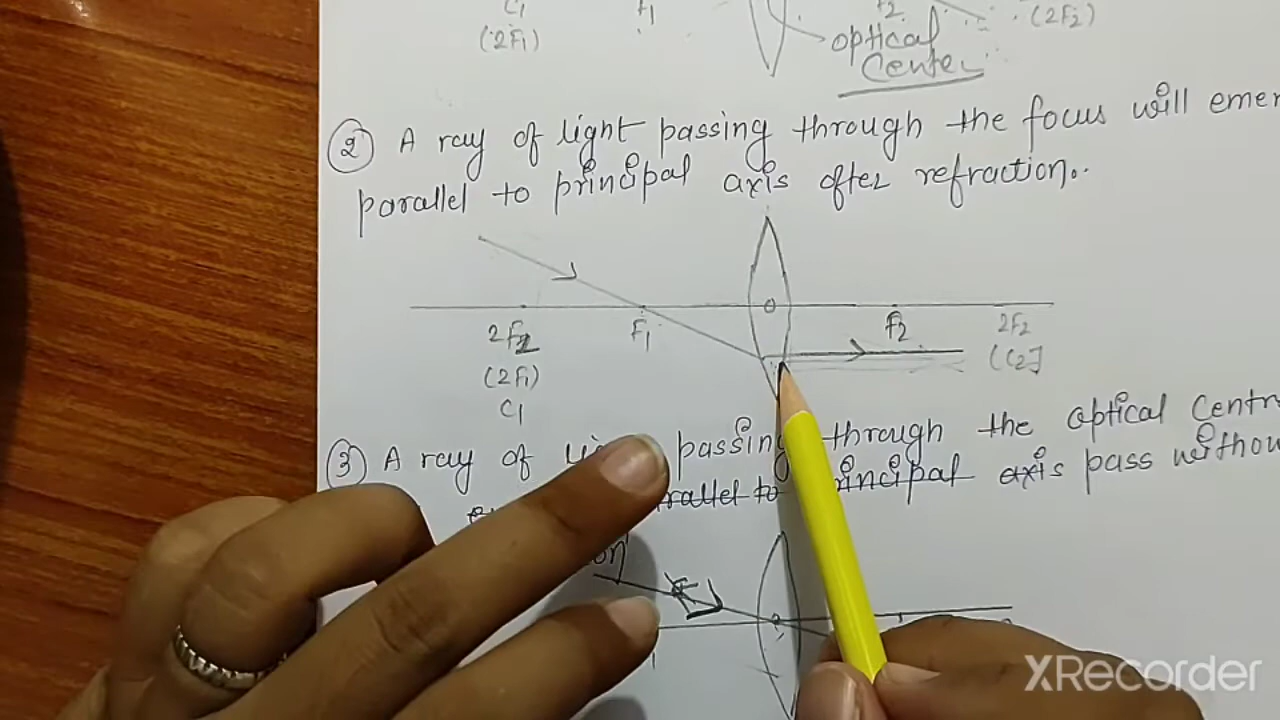 C1 F1 F2 (2F2)
(2F1)
optical
Center
② A ray of light passing through the focus will emer
parallel to principal axis after refraction..
O
2F2 F1 F2 2F2
(2F1) (C2]
C1
③ A ray of passing through the optical Centr
to principal axis pass withou
XRecorder